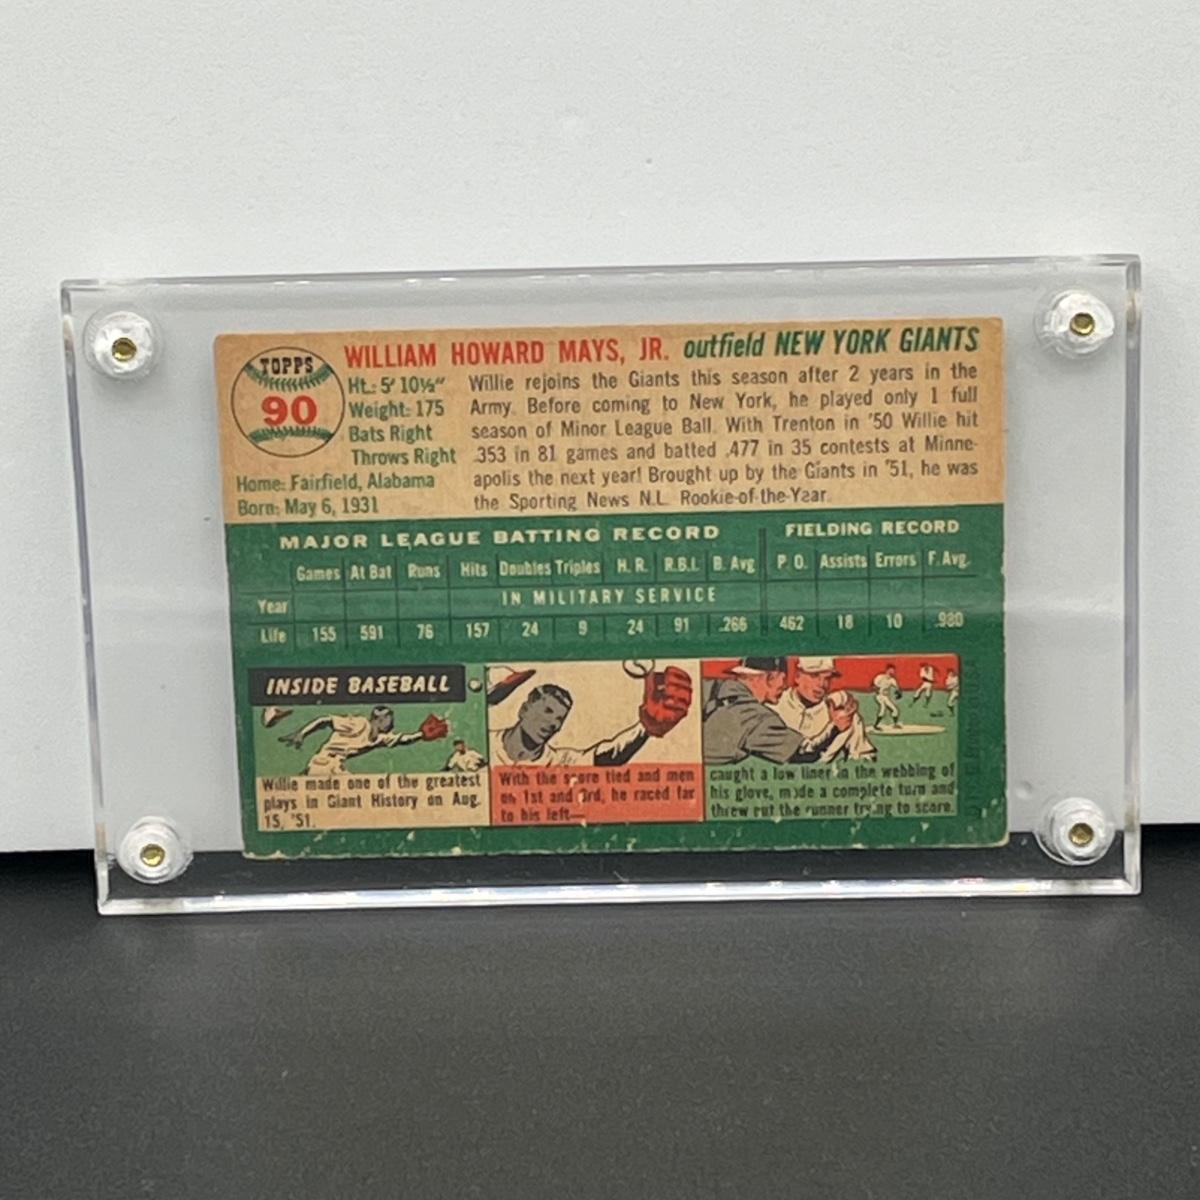 TOPPS
90
WILLIAM HOWARD MAYS, JR. outfield NEW YORK GIANTS
Ht.: 5' 10½"
Weight: 175
Bats Right
Throws Right
Home: Fairfield, Alabama
Born: May 6, 1931
Willie rejoins the Giants this season after 2 years in the
Army. Before coming to New York, he played only 1 full
season of Minor League Ball. With Trenton in '50 Willie hit
.353 in 81 games and batted .477 in 35 contests at Minne-
apolis the next year! Brought up by the Giants in '51, he was
the Sporting News N.L. Rookie-of-the-Year.
MAJOR LEAGUE BATTING RECORD FIELDING RECORD
Games At Bat Runs Hits Doubles Triples H. R. R.B.I. B. Avg. P. O. Assists Errors F. Avg.
Year IN MILITARY SERVICE
Life 155 591 76 157 24 9 24 91 .266 462 18 10 .980
INSIDE BASEBALL
Willie made one of the greatest
plays in Giant History on Aug.
15, '51.
With the score tied and men
on 1st and 3rd, he raced far
to his left—
caught a low liner in the webbing of
his glove, made a complete turn and
threw out the runner trying to score.